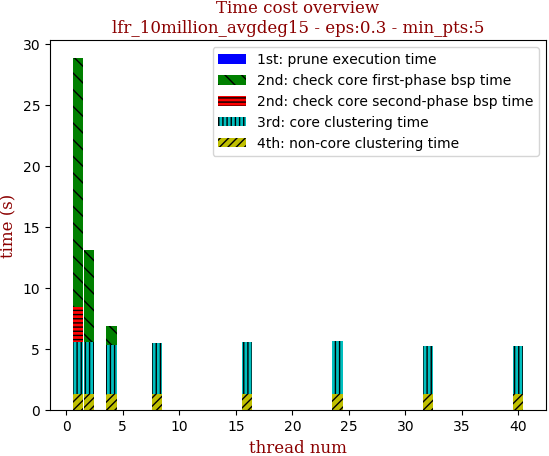 Time cost overview
lfr_10million_avgdeg15 - eps:0.3 - min_pts:5
1st: prune execution time
2nd: check core first-phase bsp time
2nd: check core second-phase bsp time
3rd: core clustering time
4th: non-core clustering time
time (s)
30
25
20
15
10
5
0
0 5 10 15 20 25 30 35 40
thread num